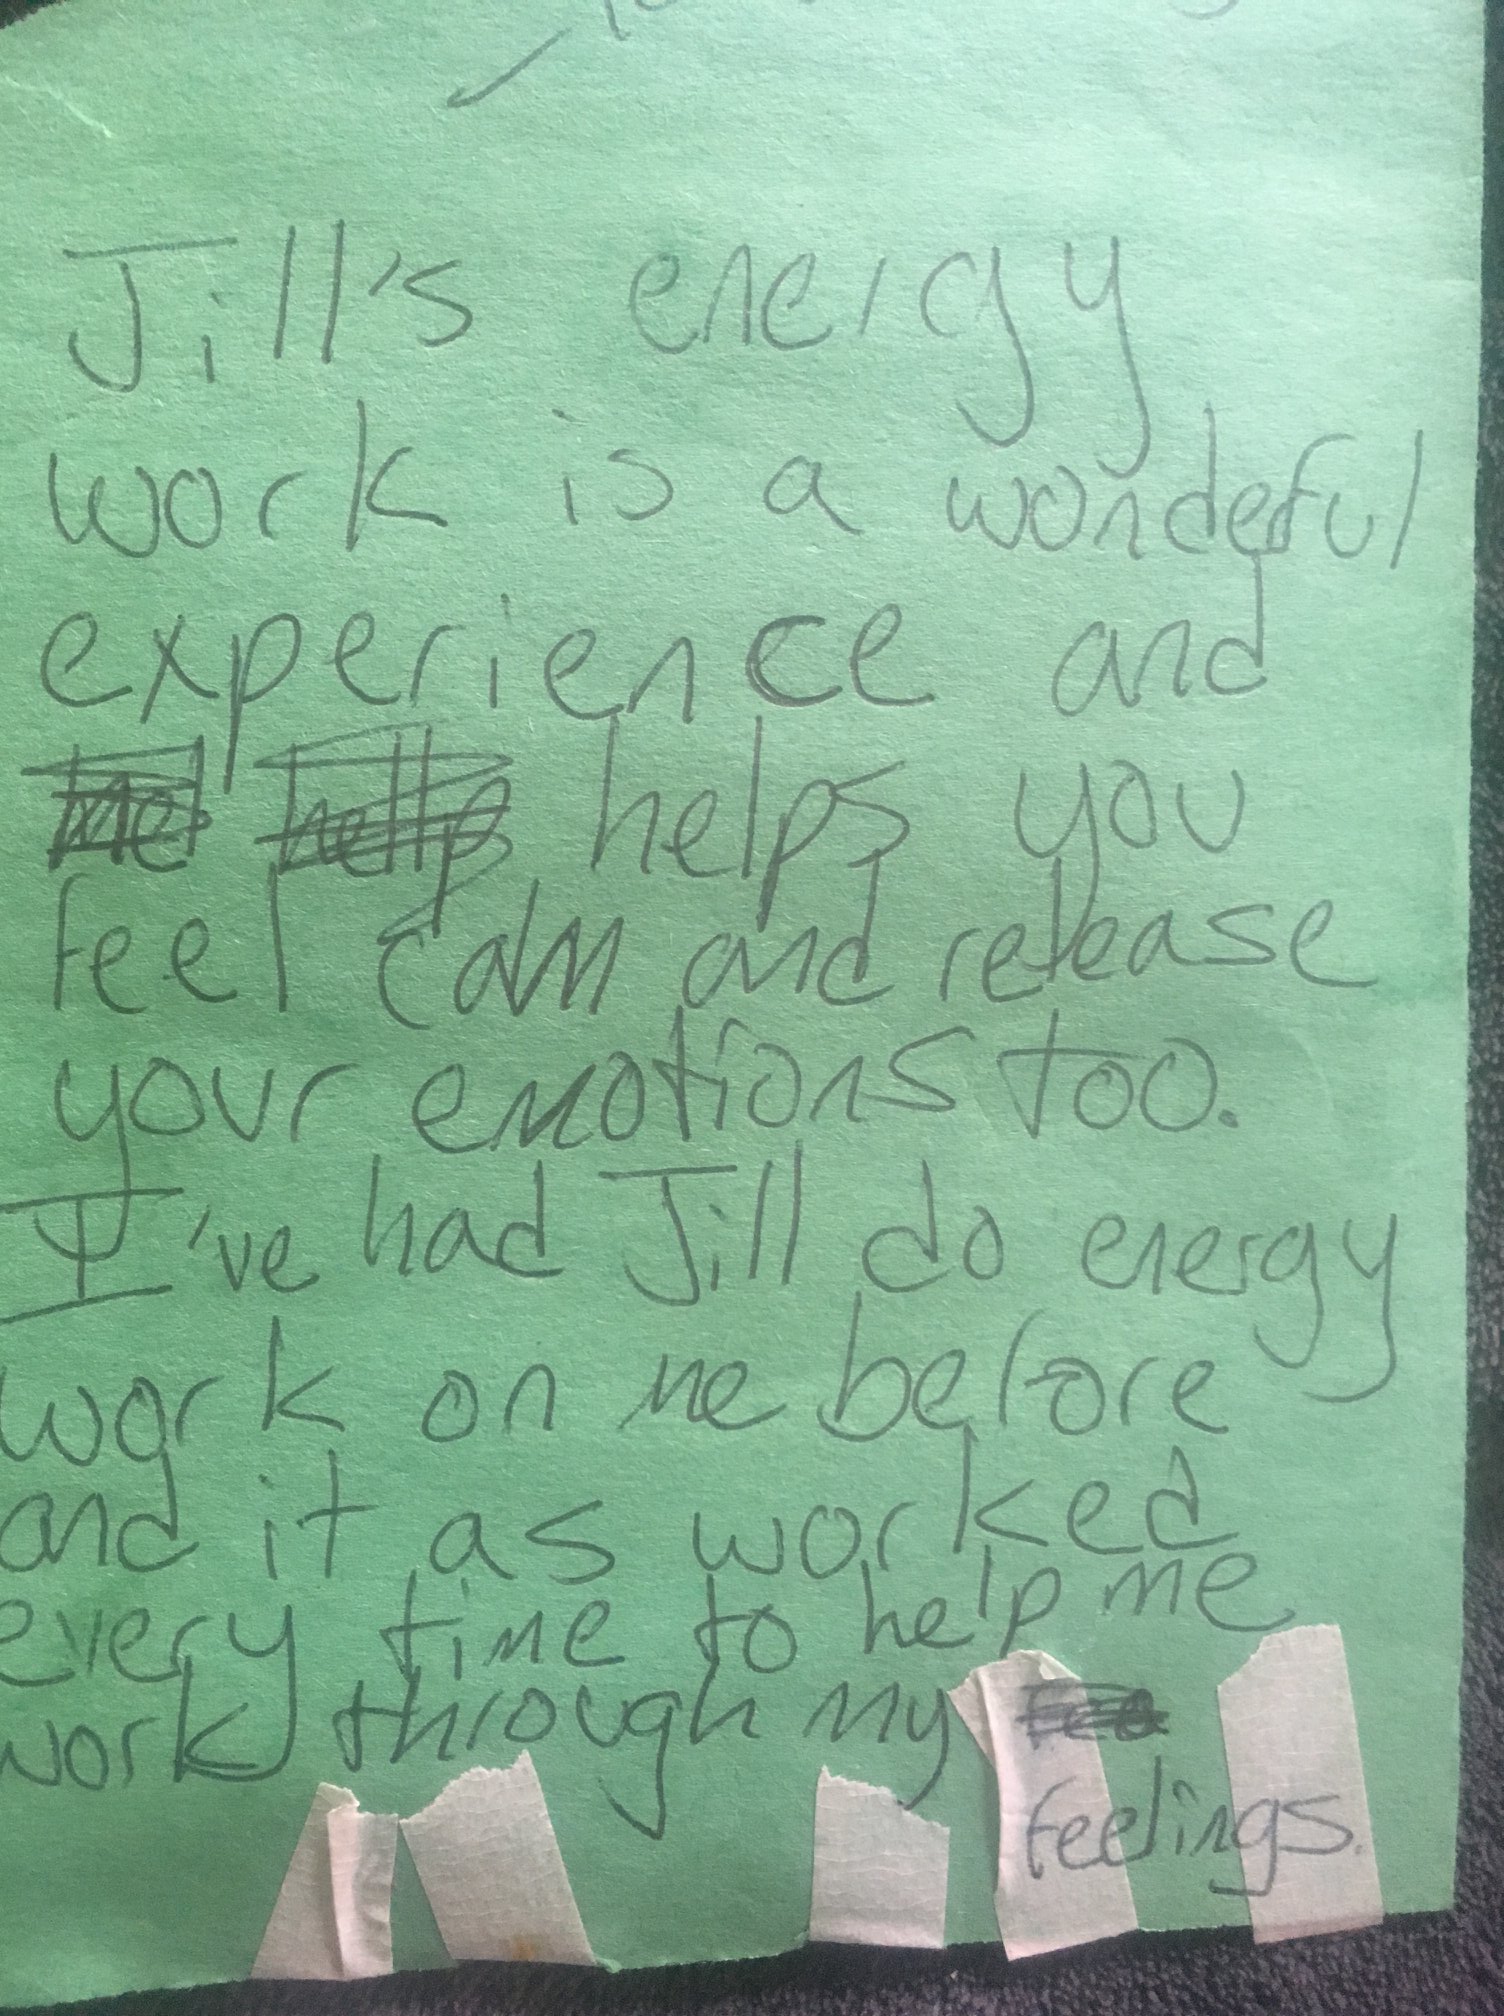 Jill's energy
work is a wonderful
experience and
helps you
feel calm and release
your emotions too.
I've had Jill do energy
work on me before
and it as worked
every time to help me
work through my
feelings.